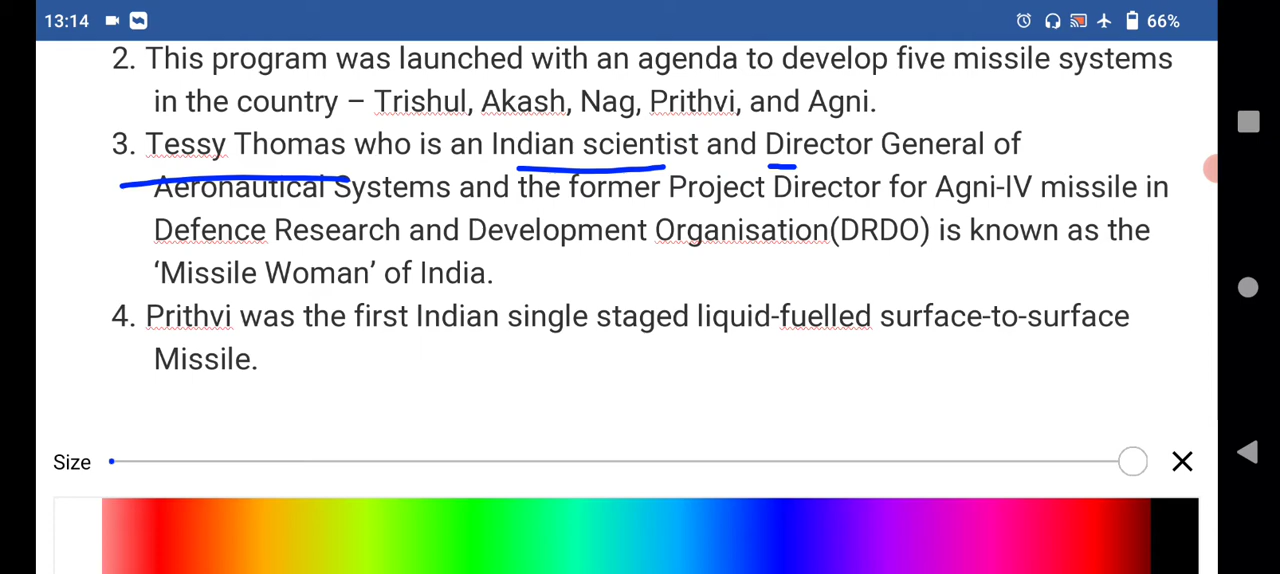 13:14 66%
2. This program was launched with an agenda to develop five missile systems
in the country – Trishul, Akash, Nag, Prithvi, and Agni.
3. Tessy Thomas who is an Indian scientist and Director General of
Aeronautical Systems and the former Project Director for Agni-IV missile in
Defence Research and Development Organisation(DRDO) is known as the
‘Missile Woman’ of India.
4. Prithvi was the first Indian single staged liquid-fuelled surface-to-surface
Missile.
Size